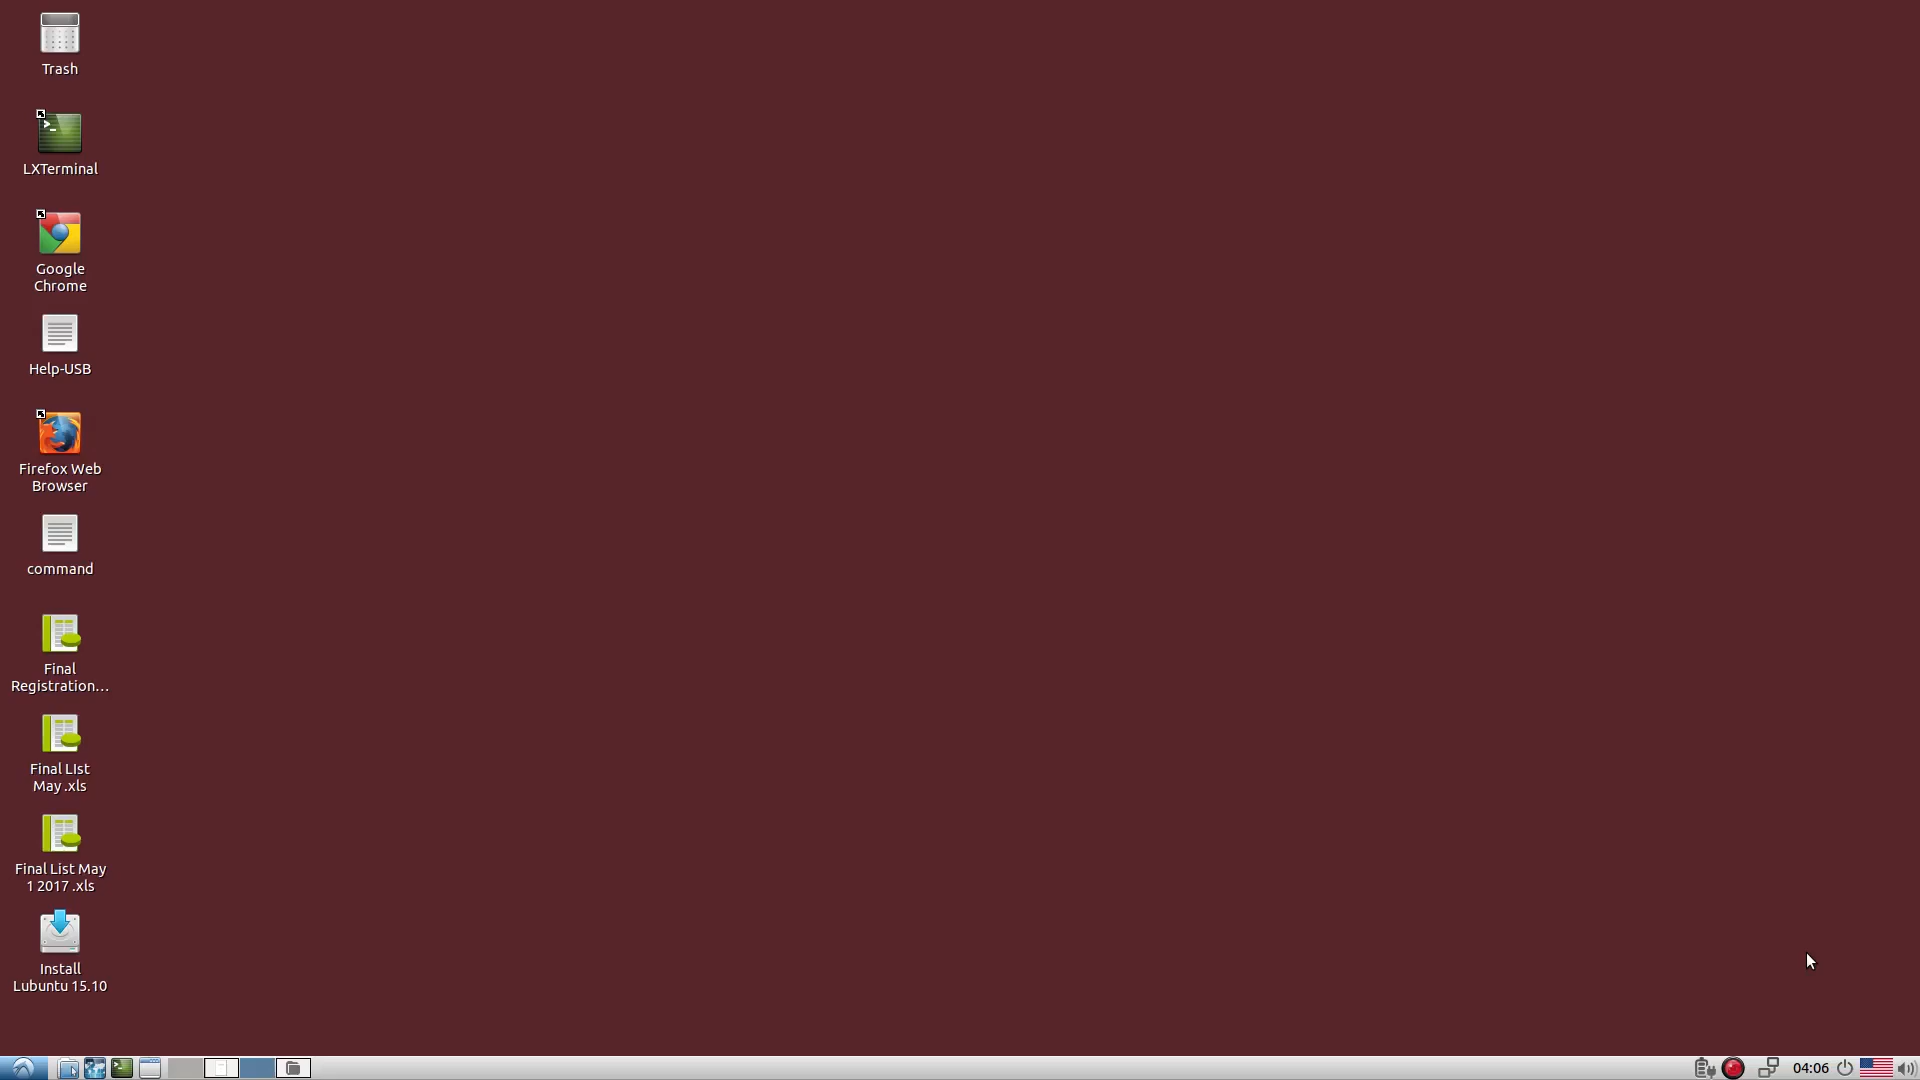 Trash
LXTerminal
Google
Chrome
Help-USB
Firefox Web
Browser
command
Final
Registration...
Final LIst
May .xls
Final List May
1 2017 .xls
Install
Lubuntu 15.10
04:06